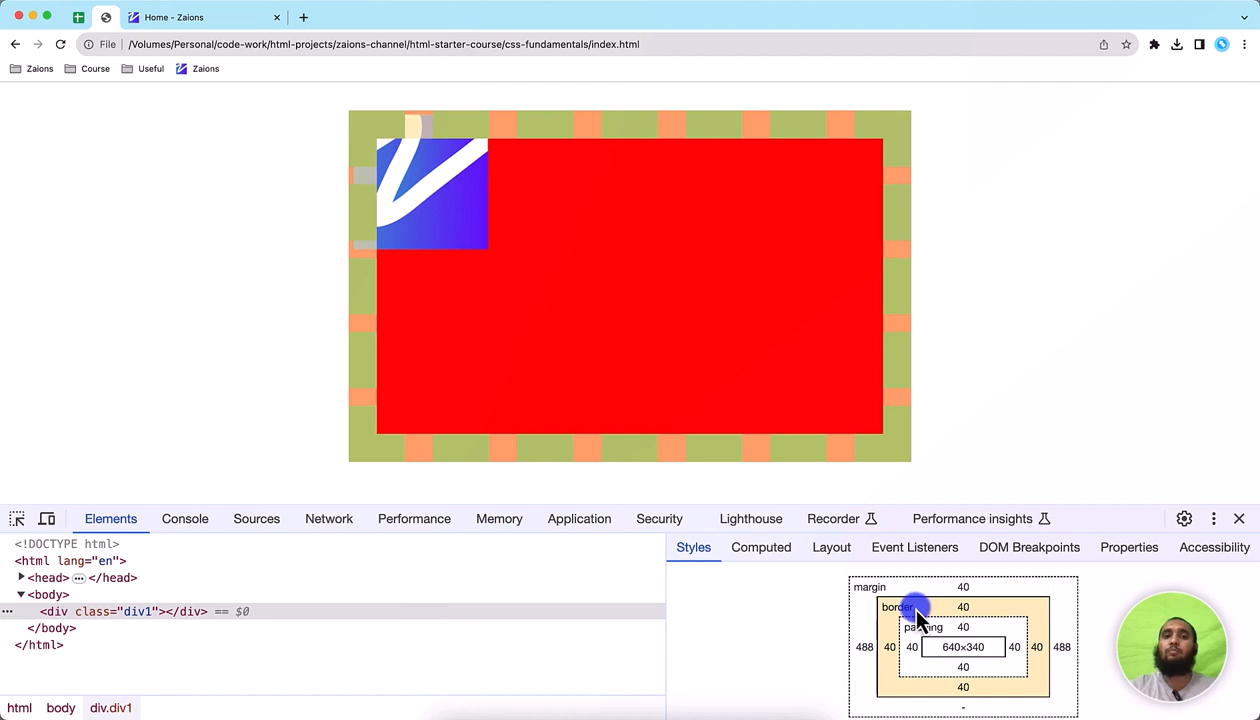 Home - Zaions
File
/Volumes/Personal/code-work/html-projects/zaions-channel/html-starter-course/css-fundamentals/index.html
Zaions Course Useful Zaions
Elements Console Sources Network Performance Memory Application Security Lighthouse Recorder Performance insights
<!DOCTYPE html>
<html lang="en">
<head> </head>
<body>
<div class="div1"></div> == $0
</body>
</html>
html body div.div1
Styles Computed Layout Event Listeners DOM Breakpoints Properties Accessibility
margin 40
border 40
40
488 40 40 640×340 40 40 488
40
40
-